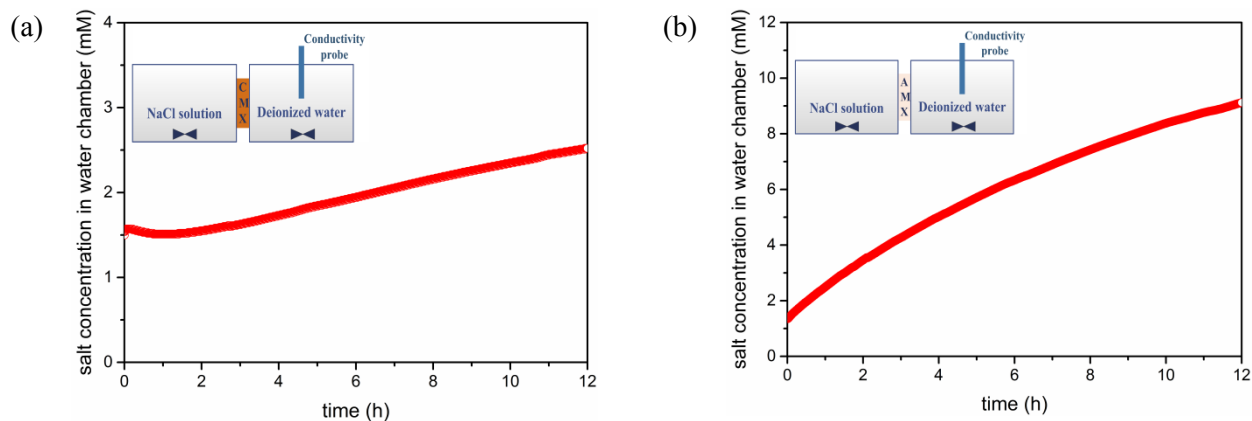 (a)
salt concentration in water chamber (mM)
4
3
2
1
0
0 2 4 6 8 10 12
time (h)
Conductivity
probe
NaCl solution
C
M
X
Deionized water
(b)
salt concentration in water chamber (mM)
12
10
8
6
4
2
0
0 2 4 6 8 10 12
time (h)
Conductivity
probe
NaCl solution
A
M
X
Deionized water